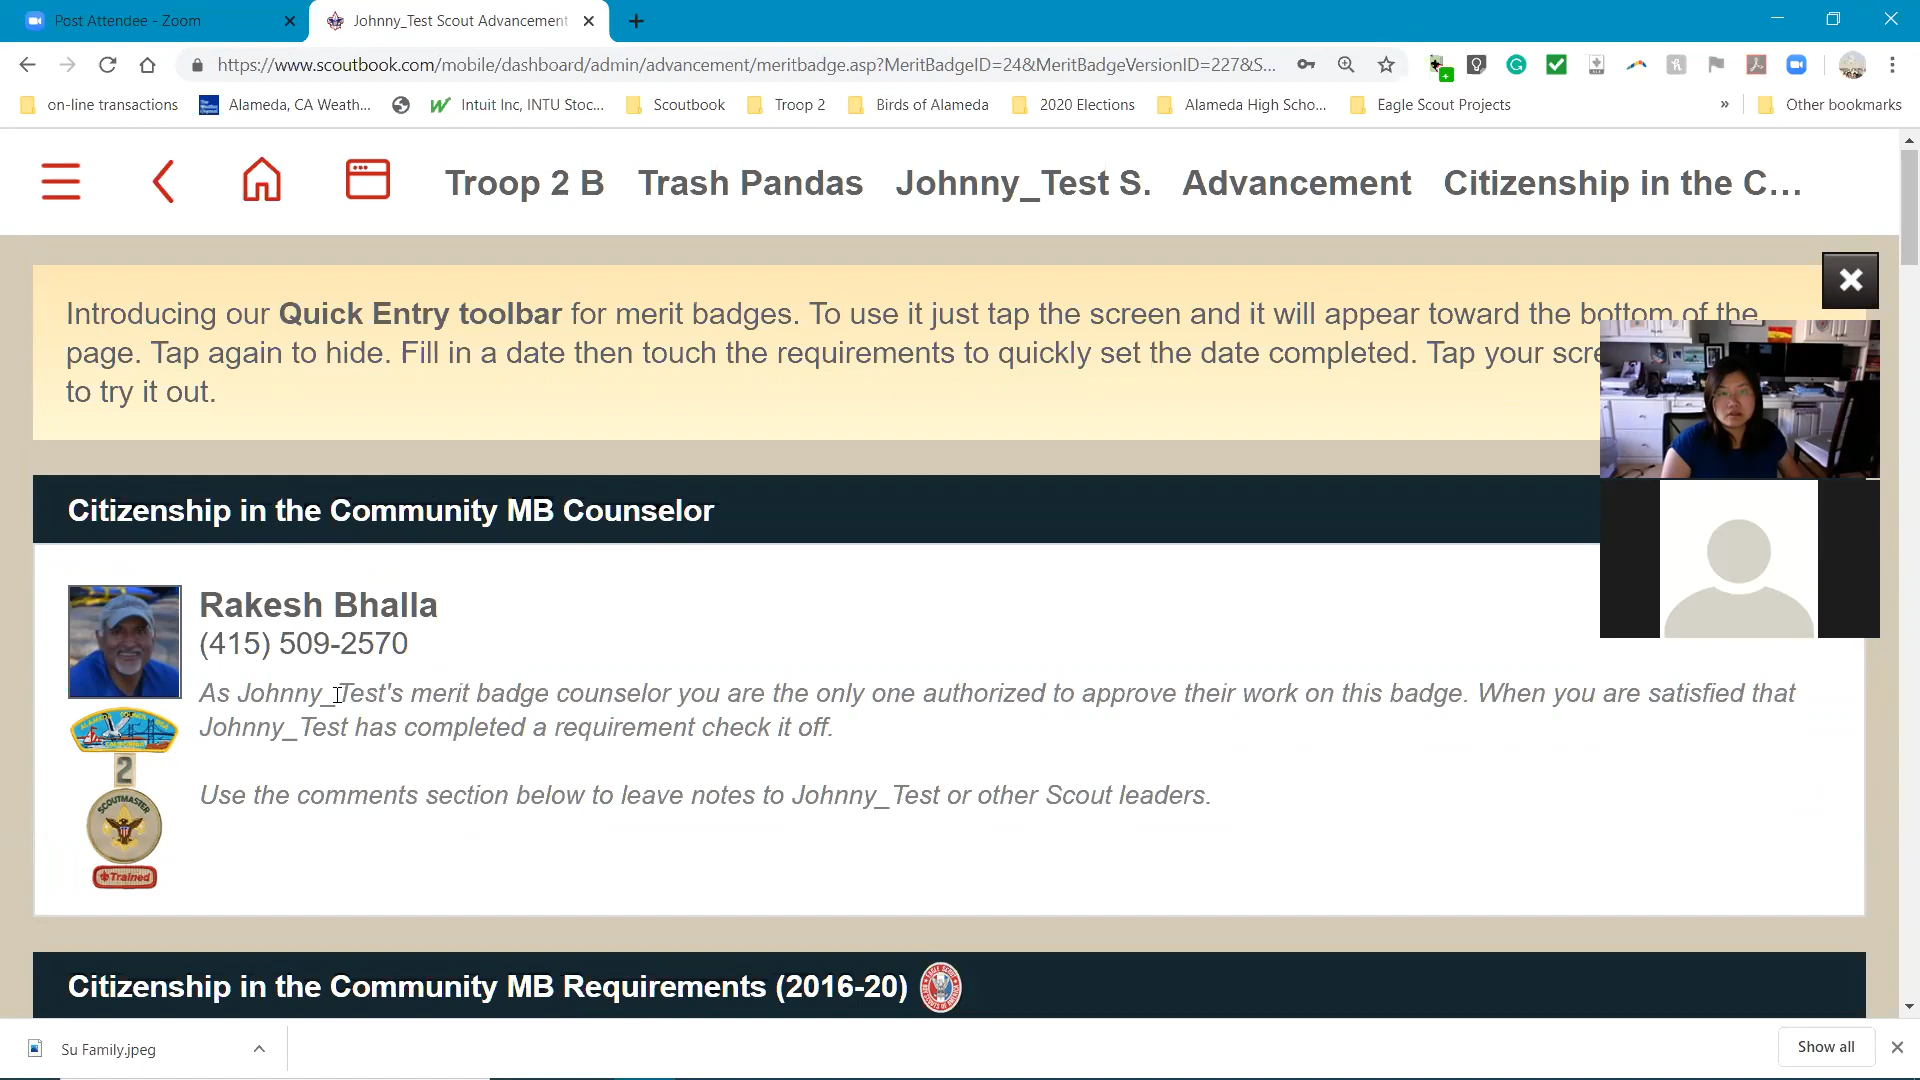 Post Attendee - Zoom
Johnny_Test Scout Advancement
https://www.scoutbook.com/mobile/dashboard/admin/advancement/meritbadge.asp?MeritBadgeID=24&MeritBadgeVersionID=227&S...
on-line transactions
Alameda, CA Weath...
Intuit Inc, INTU Stoc...
Scoutbook
Troop 2
Birds of Alameda
2020 Elections
Alameda High Scho...
Eagle Scout Projects
»
Other bookmarks
Troop 2 B Trash Pandas Johnny_Test S. Advancement Citizenship in the C...
Introducing our Quick Entry toolbar for merit badges. To use it just tap the screen and it will appear toward the bottom of the
page. Tap again to hide. Fill in a date then touch the requirements to quickly set the date completed. Tap your scre
to try it out.
Citizenship in the Community MB Counselor
Rakesh Bhalla
(415) 509-2570
As Johnny_Test's merit badge counselor you are the only one authorized to approve their work on this badge. When you are satisfied that
Johnny_Test has completed a requirement check it off.
Use the comments section below to leave notes to Johnny_Test or other Scout leaders.
2
SCOUTMASTER
Trained
Citizenship in the Community MB Requirements (2016-20)
Su Family.jpeg
Show all